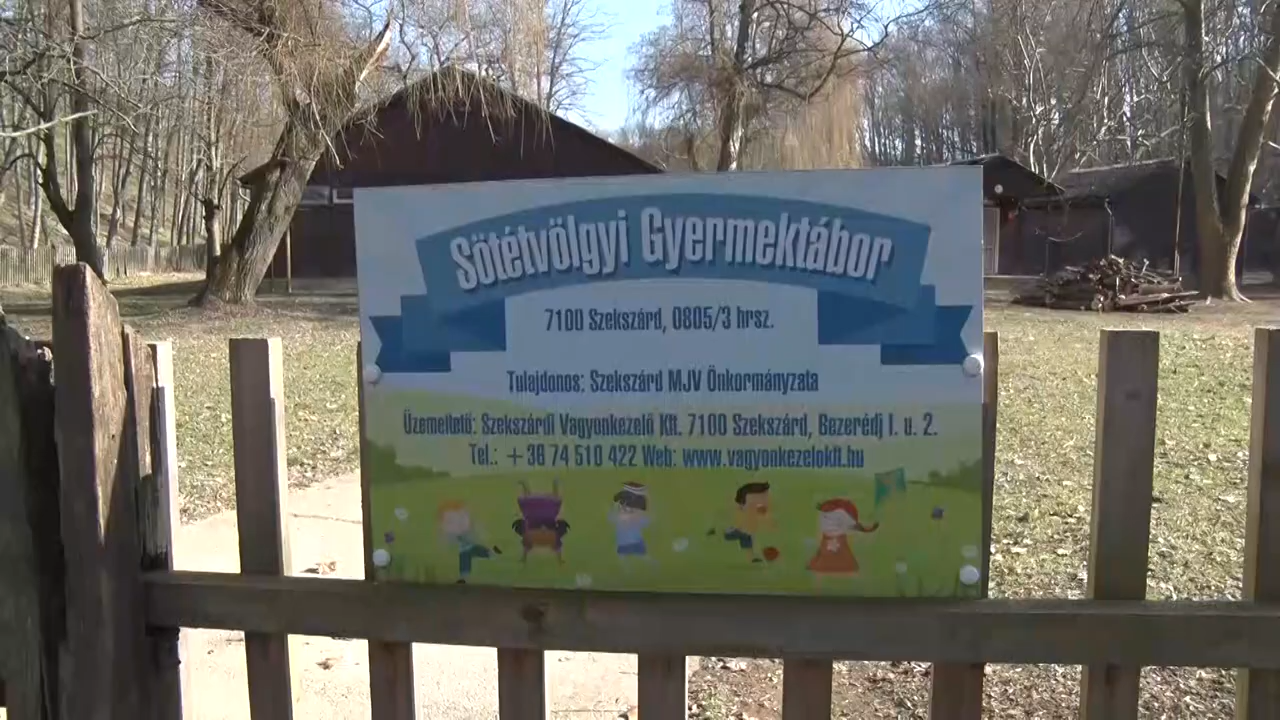 Sötétvölgyi Gyermektábor
7100 Szekszárd, 0805/3 hrsz.
Tulajdonos: Szekszárd MJV Önkormányzata
Üzemeltető: Szekszárdi Vagyonkezelő Kft. 7100 Szekszárd, Bezerédj I. u. 2.
Tel.: +36 74 510 422 Web: www.vagyonkezelokft.hu